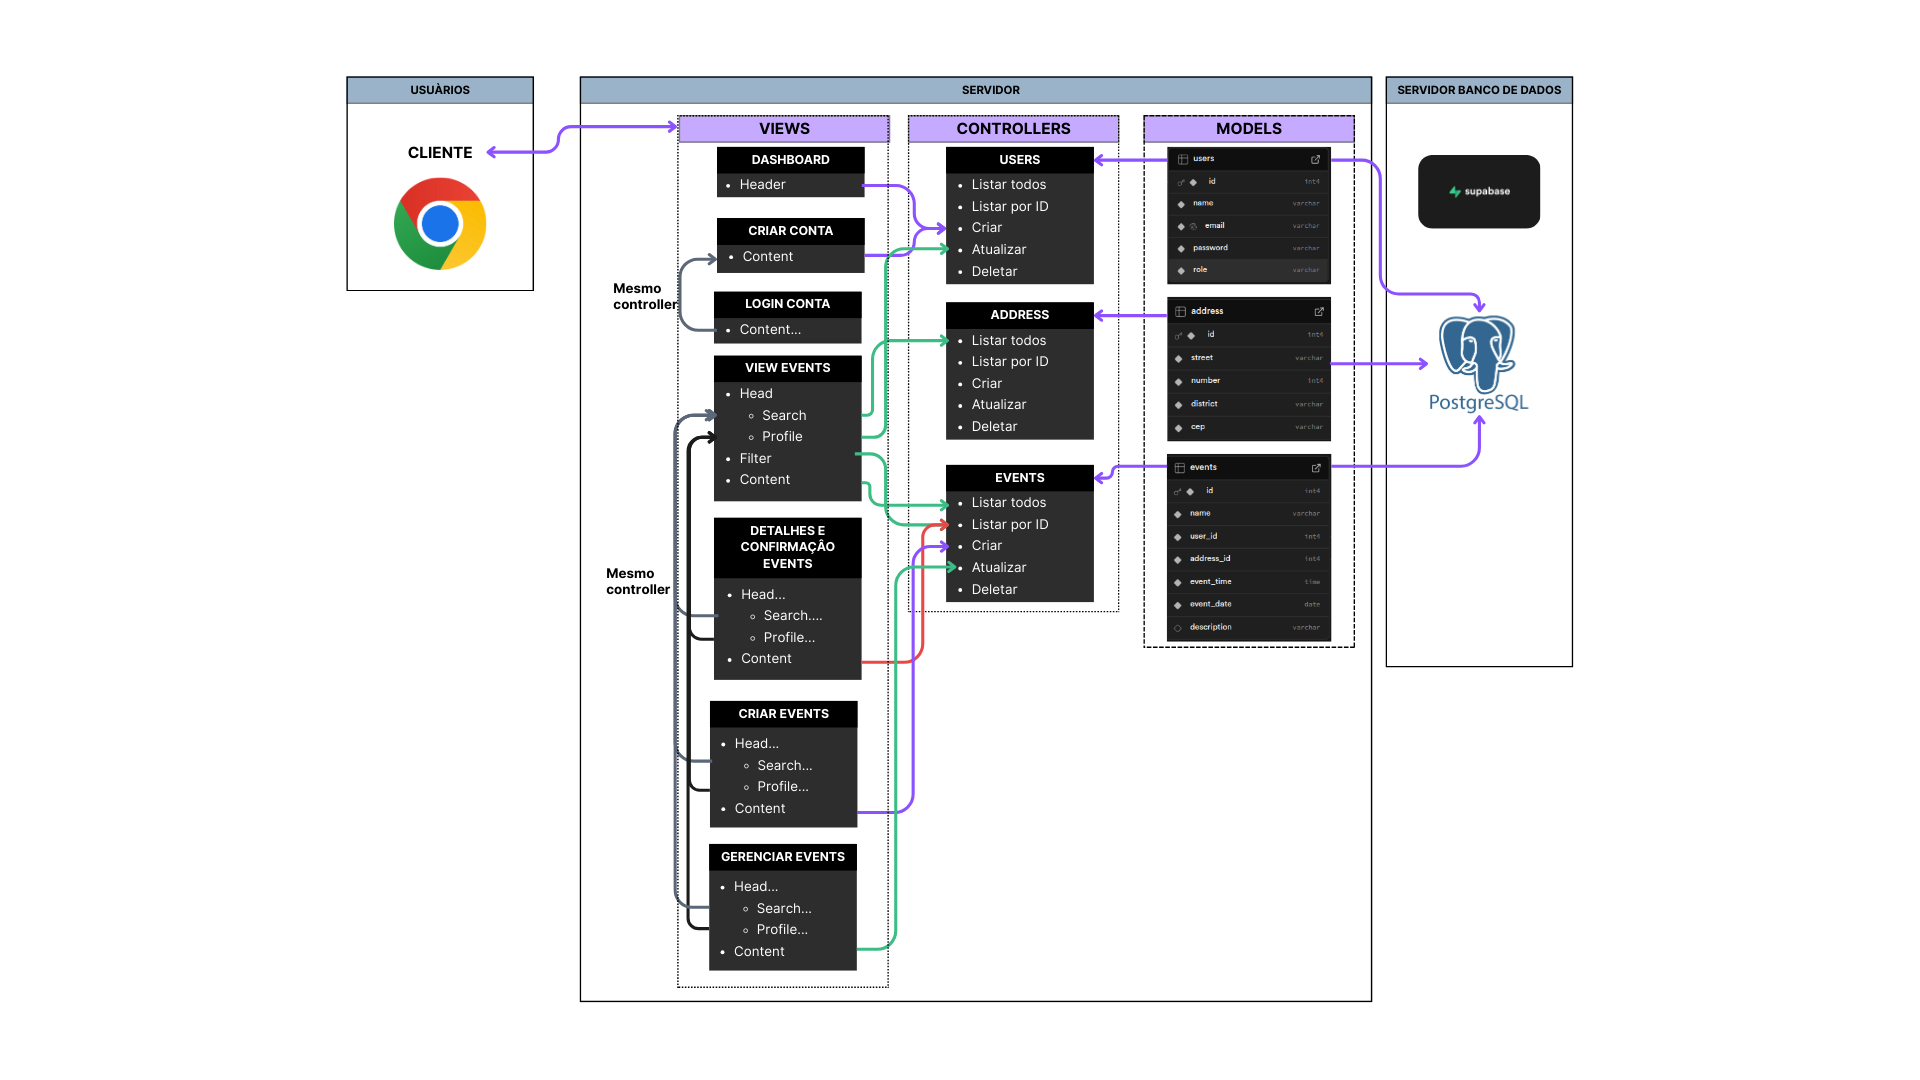 USUÀRIOS
CLIENTE
SERVIDOR
VIEWS
DASHBOARD
Header
CRIAR CONTA
Content
Mesmo
controller
LOGIN CONTA
Content...
VIEW EVENTS
Head
Search
Profile
Filter
Content
Mesmo
controller
DETALHES E
CONFIRMAÇÂO
EVENTS
Head...
Search....
Profile...
Content
CRIAR EVENTS
Head...
Search...
Profile...
Content
GERENCIAR EVENTS
Head...
Search...
Profile...
Content
CONTROLLERS
USERS
Listar todos
Listar por ID
Criar
Atualizar
Deletar
ADDRESS
Listar todos
Listar por ID
Criar
Atualizar
Deletar
EVENTS
Listar todos
Listar por ID
Criar
Atualizar
Deletar
MODELS
users
id int4
name varchar
email varchar
password varchar
role varchar
address
id int4
street varchar
number int4
district varchar
cep varchar
events
id int4
name varchar
user_id int4
address_id int4
event_time time
event_date date
description varchar
SERVIDOR BANCO DE DADOS
supabase
PostgreSQL